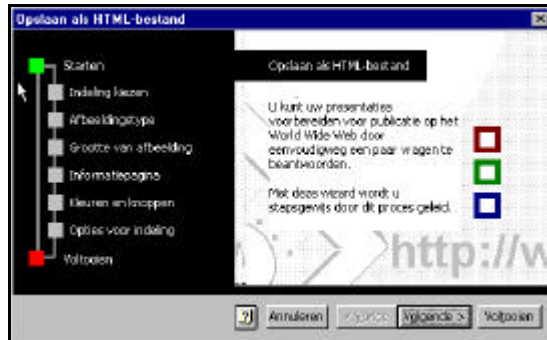 Opslaan als HTML-bestand
Starten
Indeling kiezen
Afbeeldingstype
Grootte van afbeelding
Informatiepagina
Kleuren en knoppen
Opties voor indeling
Voltooien
Opslaan als HTML-bestand
U kunt uw presentaties
voorbereiden voor publicatie op het
World Wide Web door
eenvoudigweg een paar vragen te
beantwoorden.
Met deze wizard wordt u
stapsgewijs door dit proces geleid.
http://w
Annuleren
Volgende >
Voltooien